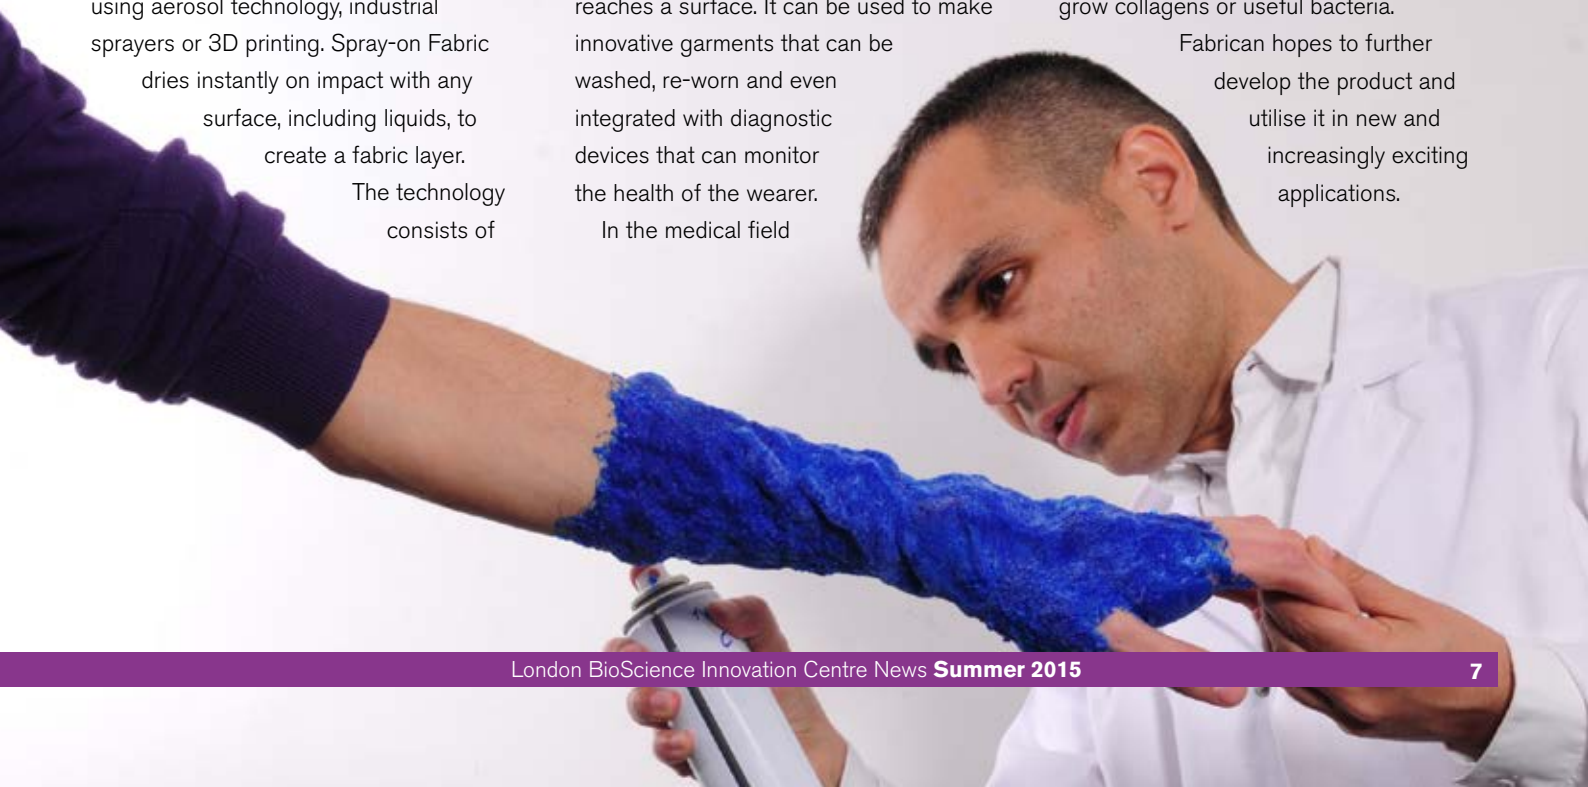 using aerosol technology, industrial
sprayers or 3D printing. Spray-on Fabric
dries instantly on impact with any
surface, including liquids, to
create a fabric layer.
The technology
consists of
reaches a surface. It can be used to make
innovative garments that can be
washed, re-worn and even
integrated with diagnostic
devices that can monitor
the health of the wearer.
In the medical field
grow collagens or useful bacteria.
Fabrican hopes to further
develop the product and
utilise it in new and
increasingly exciting
applications.
London BioScience Innovation Centre News Summer 2015
7